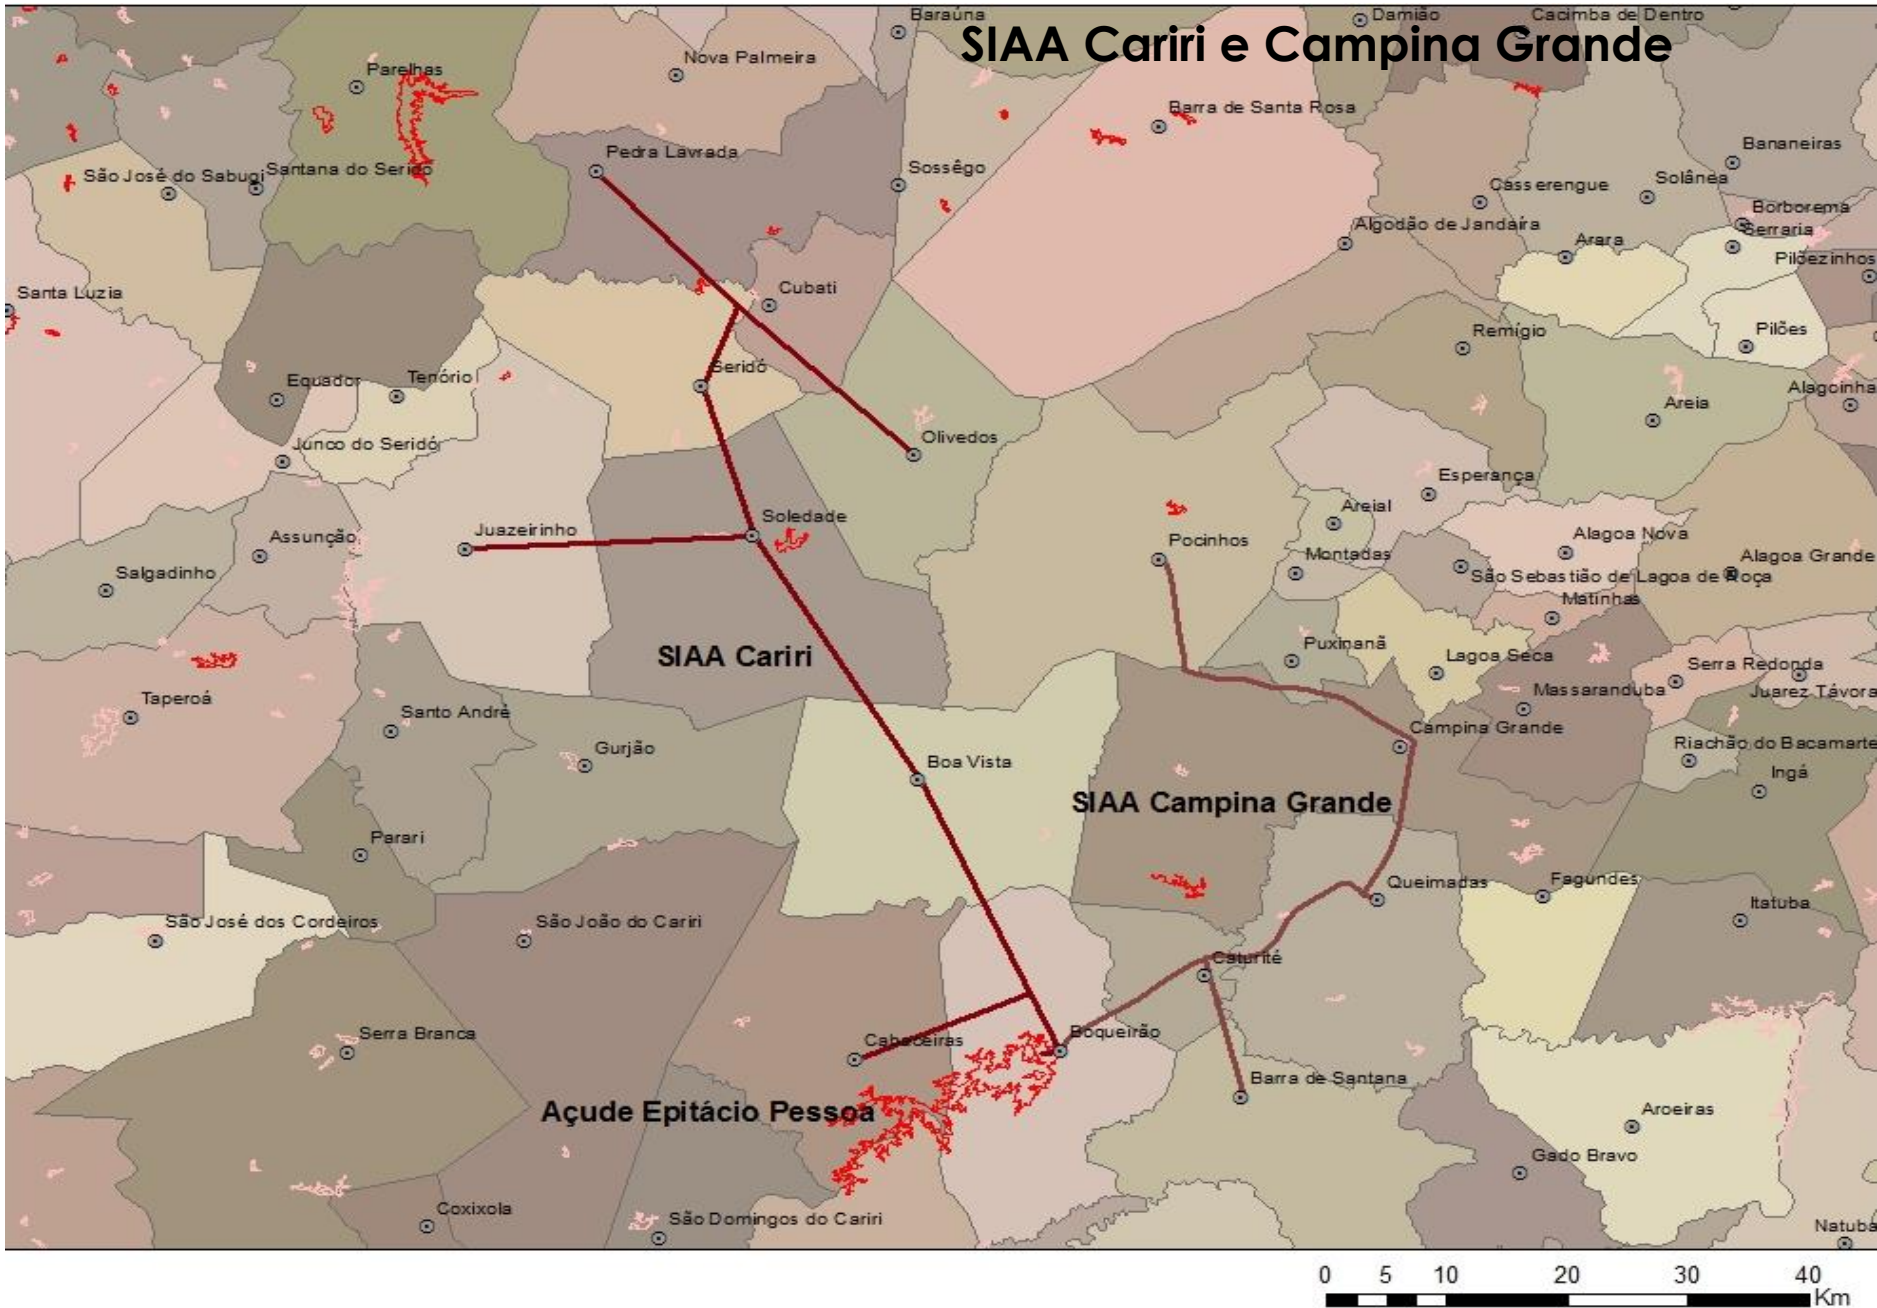 Baraúna
SIAA Cariri e Campina Grande
Damião
Cacimba de Dentro
Parelhas
Nova Palmeira
Barra de Santa Rosa
Pedra Lavrada
Bananeiras
São José do Sabugi
Santana do Seridó
Sossêgo
Casserengue
Solânea
Borborema
Algodão de Jandaíra
Serraria
Arara
Pilõezinhos
Santa Luzia
Cubati
Remígio
Pilões
Seridó
Equador
Tenório
Alagoinha
Areia
Junco do Seridó
Olivedos
Esperança
Areial
Soledade
Juazeirinho
Assunção
Pocinhos
Alagoa Nova
Montadas
Alagoa Grande
Salgadinho
São Sebastião de Lagoa de Roça
Matinhas
Puxinanã
SIAA Cariri
Lagoa Seca
Serra Redonda
Massaranduba
Juarez Távora
Taperoá
Santo André
Campina Grande
Gurjão
Riachão do Bacamarte
Boa Vista
Ingá
SIAA Campina Grande
Parari
Queimadas
Fagundes
Itatuba
São José dos Cordeiros
São João do Cariri
Caturité
Serra Branca
Cabaceiras
Boqueirão
Barra de Santana
Açude Epitácio Pessoa
Aroeiras
Gado Bravo
Coxixola
São Domingos do Cariri
Natuba
0 5 10 20 30 40
Km